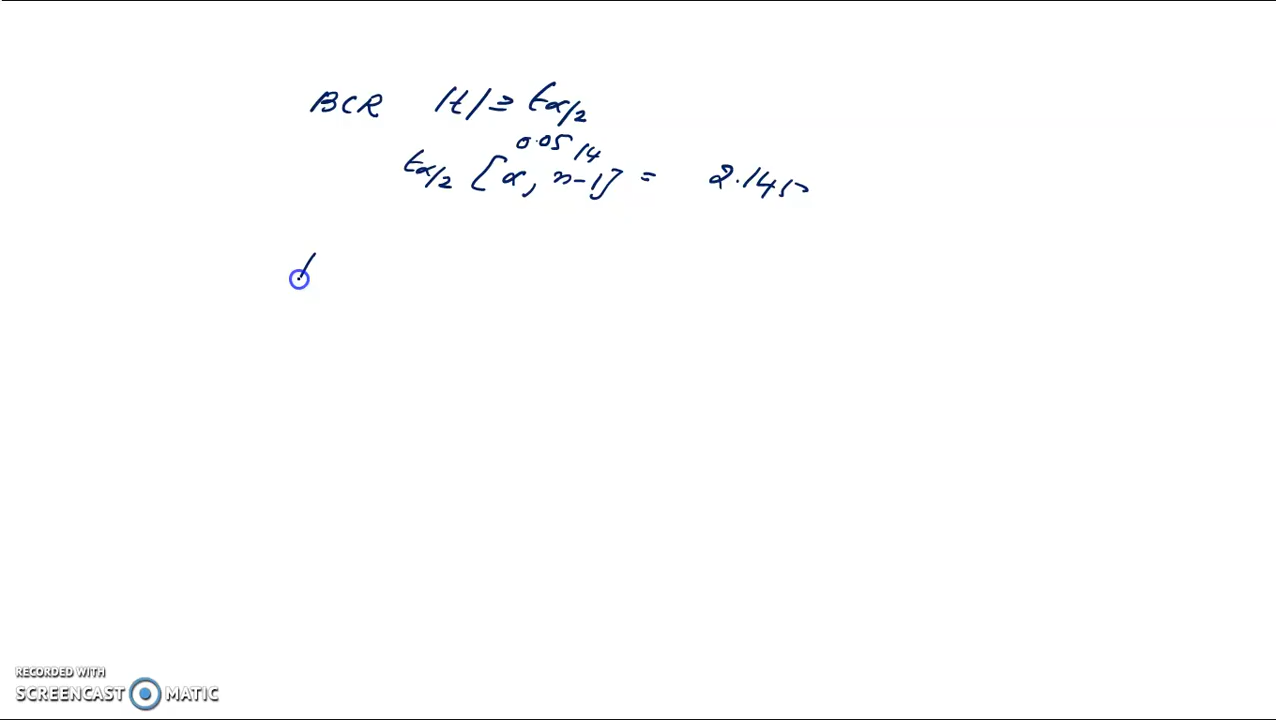 BCR |t| ≥ tα/2
0.05 14
tα/2 [α, n-1] = 2.145
RECORDED WITH
SCREENCAST MATIC